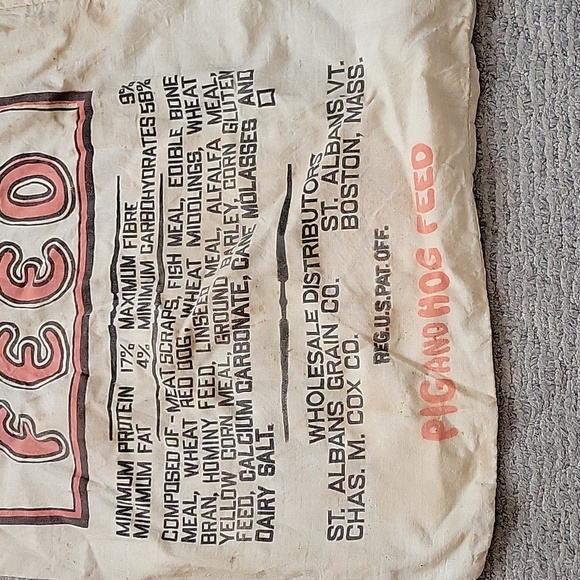 FEED
MINIMUM PROTEIN 17% MAXIMUM FIBRE 9%
MINIMUM FAT 4% MINIMUM CARBOHYDRATES 58%
COMPOSED OF - MEAT SCRAPS, FISH MEAL, EDIBLE BONE
MEAL, WHEAT RED DOG, WHEAT MIDDLINGS, WHEAT
BRAN, HOMINY FEED, LINSEED MEAL, ALFALFA MEAL,
YELLOW CORN MEAL, GROUND BARLEY, CORN GLUTEN
FEED, CALCIUM CARBONATE, CANE MOLASSES AND
DAIRY SALT.
WHOLESALE DISTRIBUTORS
ST. ALBANS GRAIN CO. ST. ALBANS VT.
CHAS. M. COX CO. BOSTON, MASS.
REG. U.S. PAT. OFF.
PIG AND HOG FEED